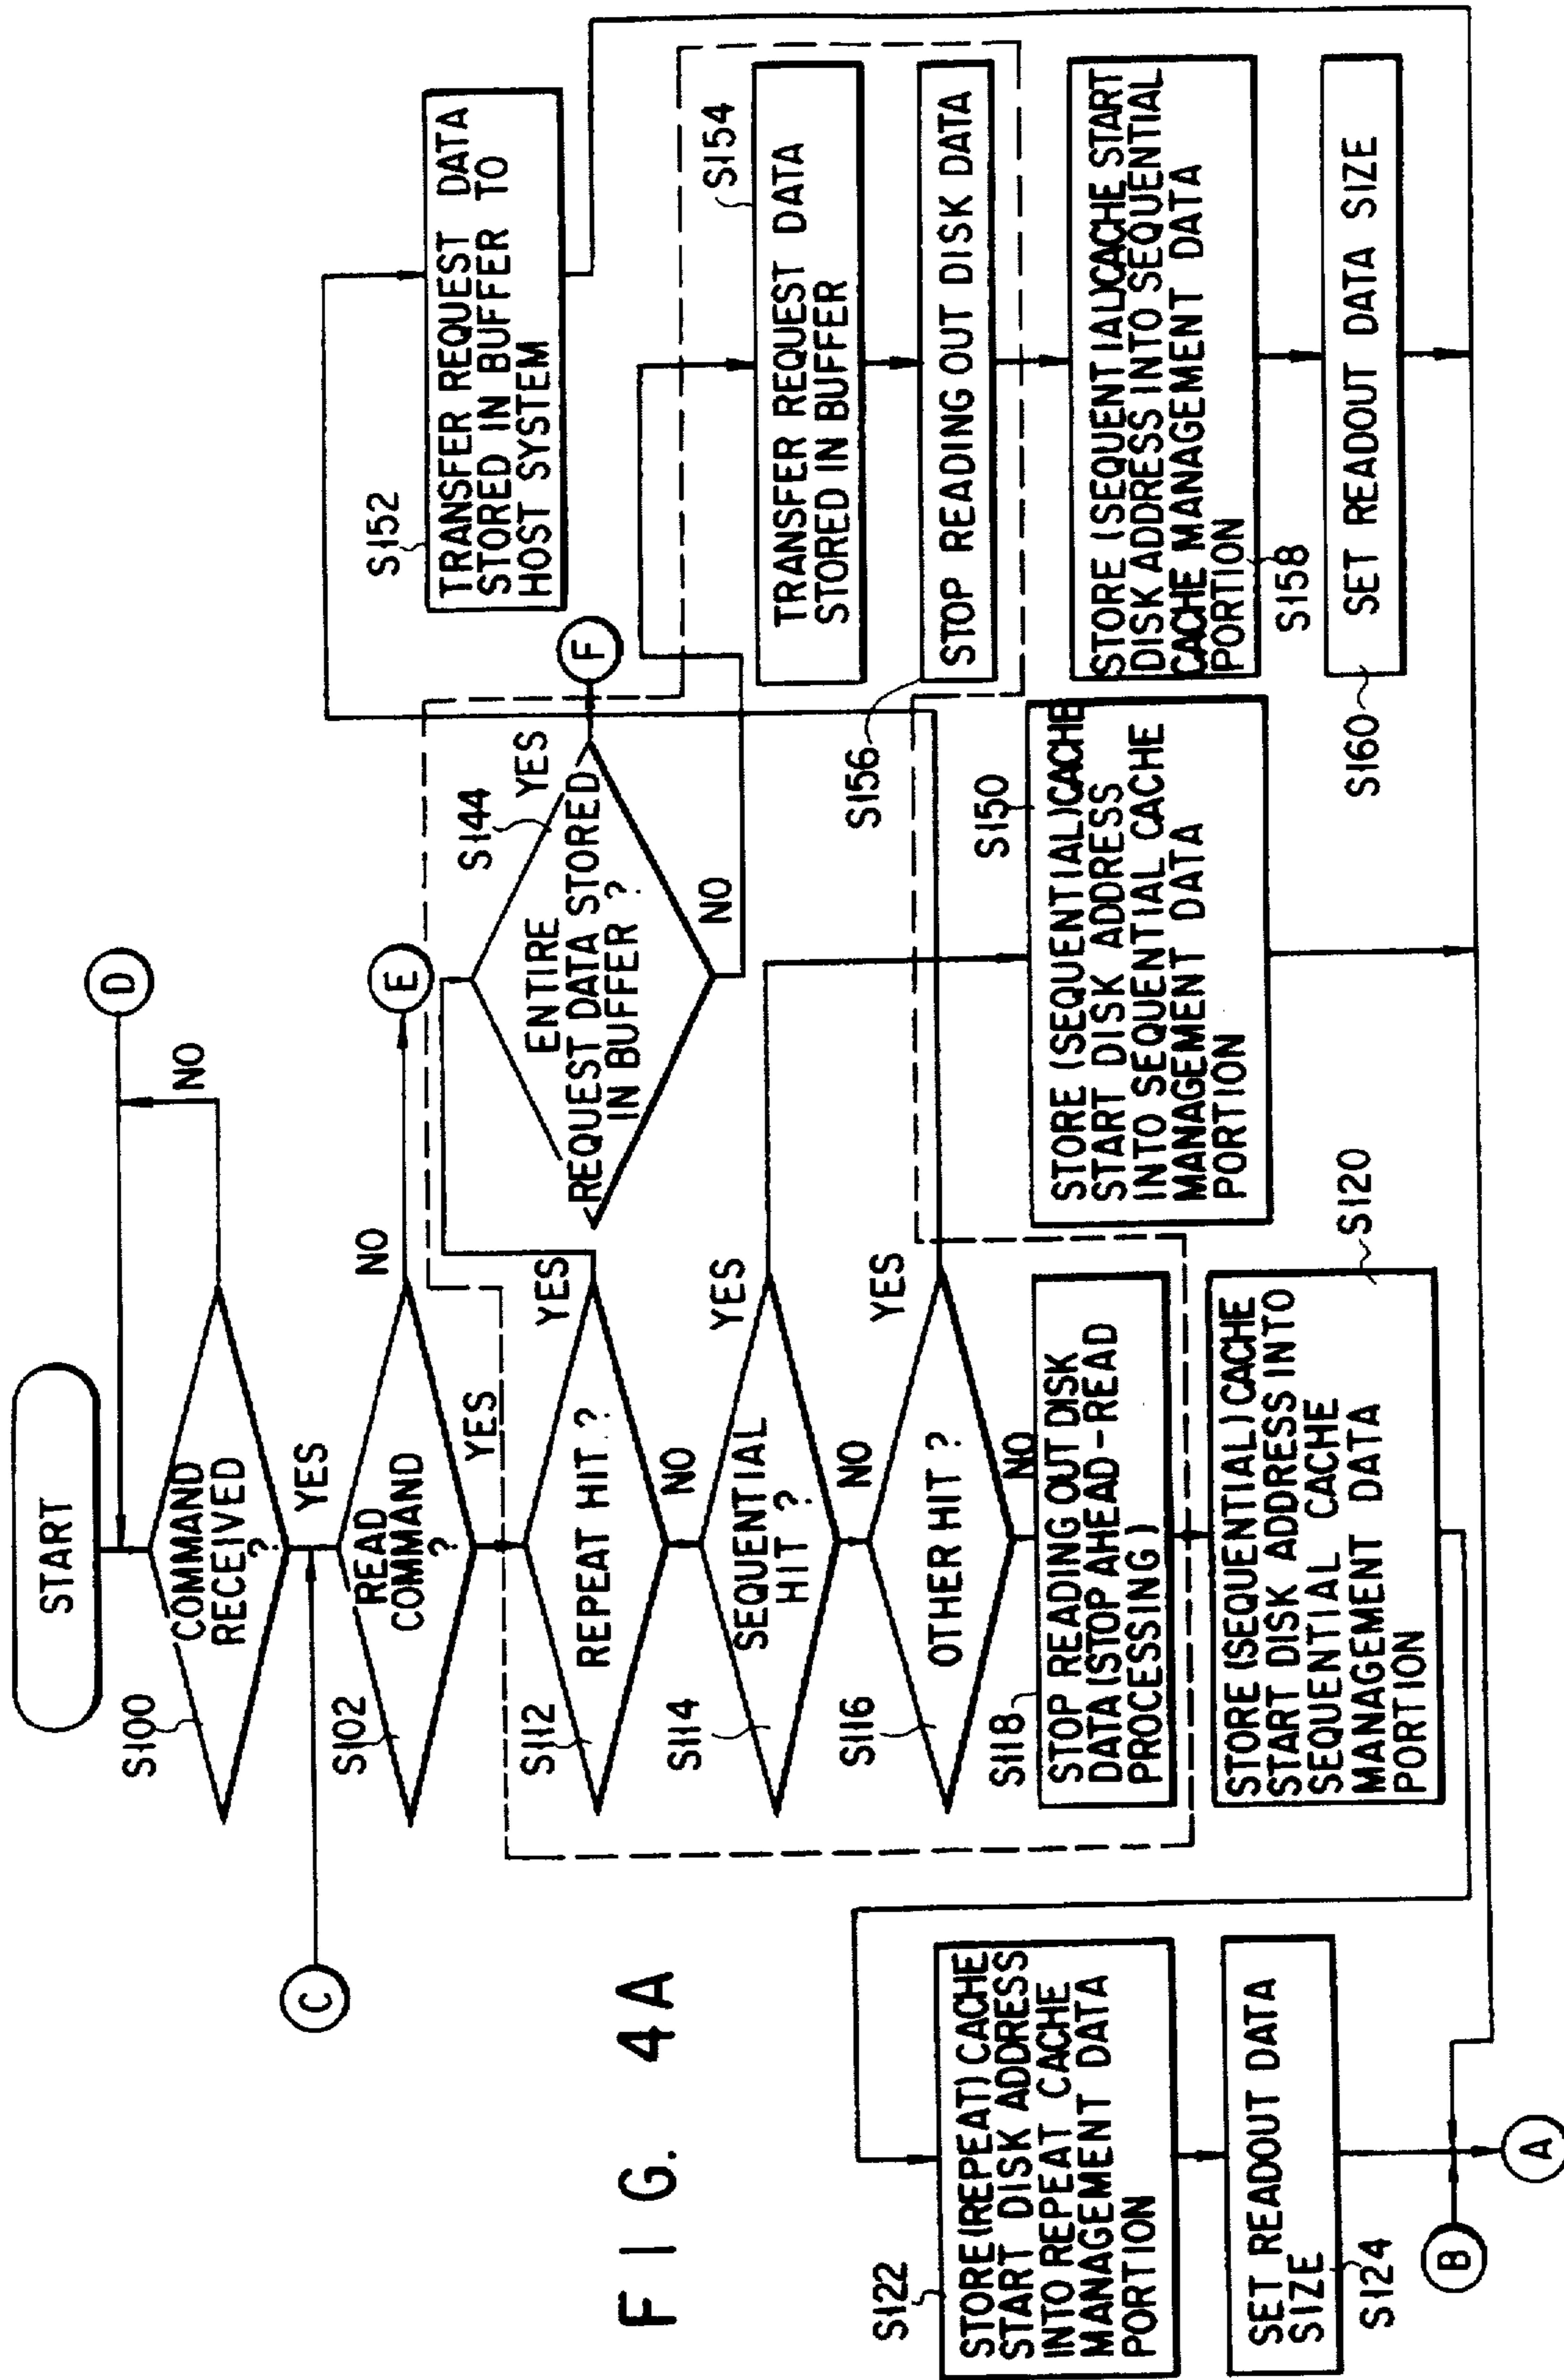 FIG. 4A
START
D
S100
COMMAND
RECEIVED
?
NO
YES
C
S102
READ
COMMAND
?
NO
E
YES
S112
REPEAT HIT ?
YES
NO
S144
ENTIRE
REQUEST DATA STORED
IN BUFFER ?
YES
F
NO
S114
SEQUENTIAL
HIT ?
YES
NO
S116
OTHER HIT ?
YES
NO
S118
STOP READING OUT DISK
DATA (STOP AHEAD-READ
PROCESSING)
S120
STORE (SEQUENTIAL) CACHE
START DISK ADDRESS INTO
SEQUENTIAL CACHE
MANAGEMENT DATA
PORTION
S150
STORE (SEQUENTIAL) CACHE
START DISK ADDRESS
INTO SEQUENTIAL CACHE
MANAGEMENT DATA
PORTION
S152
TRANSFER REQUEST DATA
STORED IN BUFFER TO
HOST SYSTEM
S154
TRANSFER REQUEST DATA
STORED IN BUFFER
S156
STOP READING OUT DISK DATA
STORE (SEQUENTIAL) CACHE START
DISK ADDRESS INTO SEQUENTIAL
CACHE MANAGEMENT DATA
PORTION
S158
S160
SET READOUT DATA SIZE
S122
STORE (REPEAT) CACHE
START DISK ADDRESS
INTO REPEAT CACHE
MANAGEMENT DATA
PORTION
SET READOUT DATA
SIZE
S124
B
A